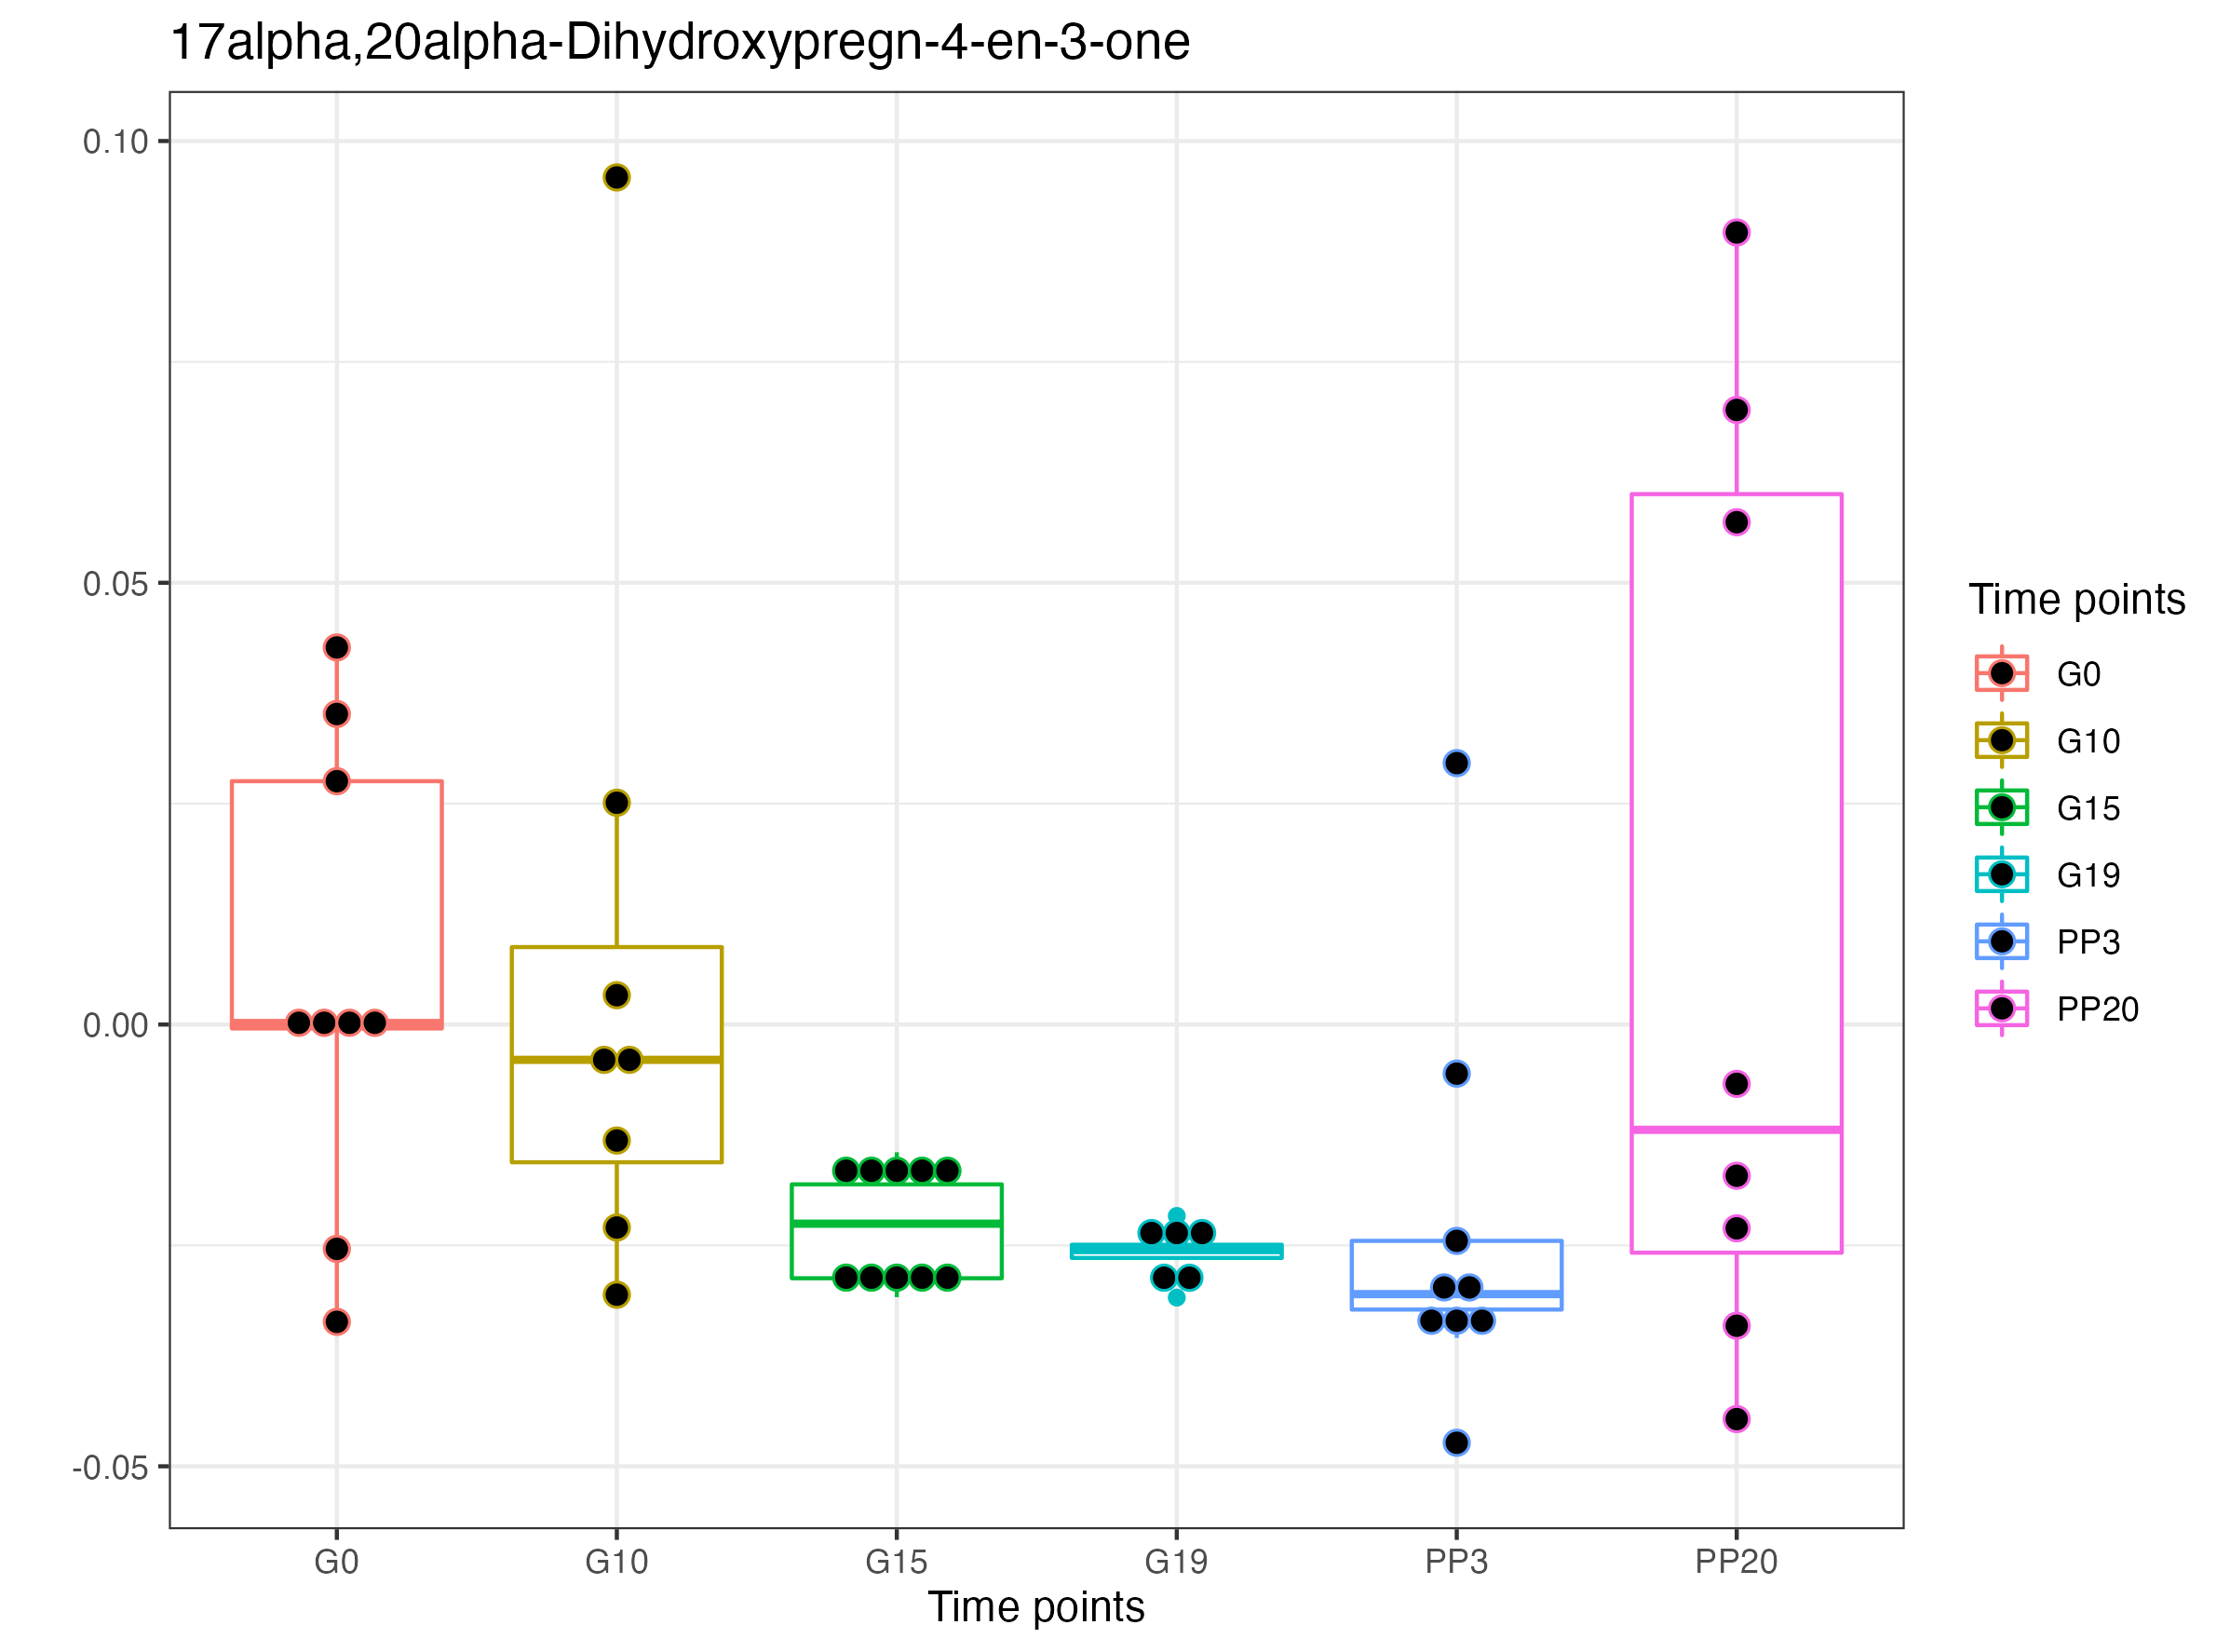 17alpha,20alpha-Dihydroxypregn-4-en-3-one
0.10
0.05
0.00
-0.05
G0 G10 G15 G19 PP3 PP20
Time points
Time points
G0
G10
G15
G19
PP3
PP20